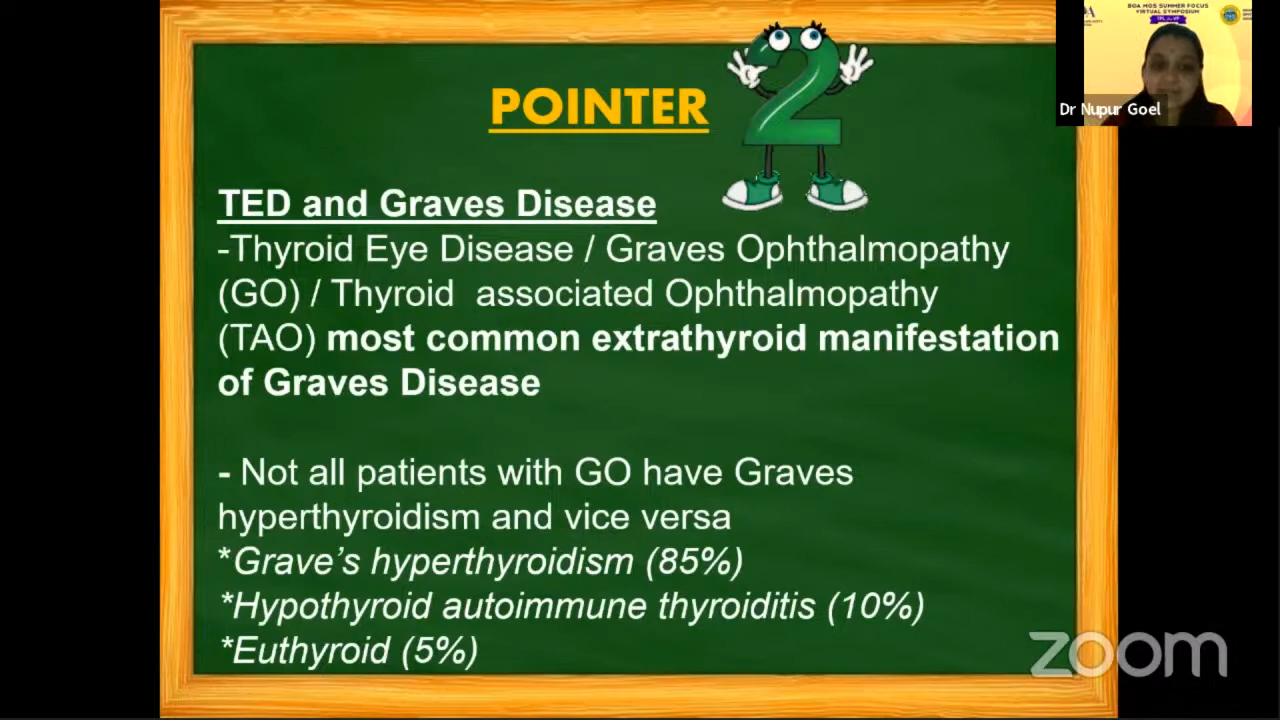 BOA MOS SUMMER FOCUS
VIRTUAL SYMPOSIUM
Dr Nupur Goel
POINTER 2
TED and Graves Disease
-Thyroid Eye Disease / Graves Ophthalmopathy
(GO) / Thyroid associated Ophthalmopathy
(TAO) most common extrathyroid manifestation
of Graves Disease
- Not all patients with GO have Graves
hyperthyroidism and vice versa
*Grave’s hyperthyroidism (85%)
*Hypothyroid autoimmune thyroiditis (10%)
*Euthyroid (5%)
zoom